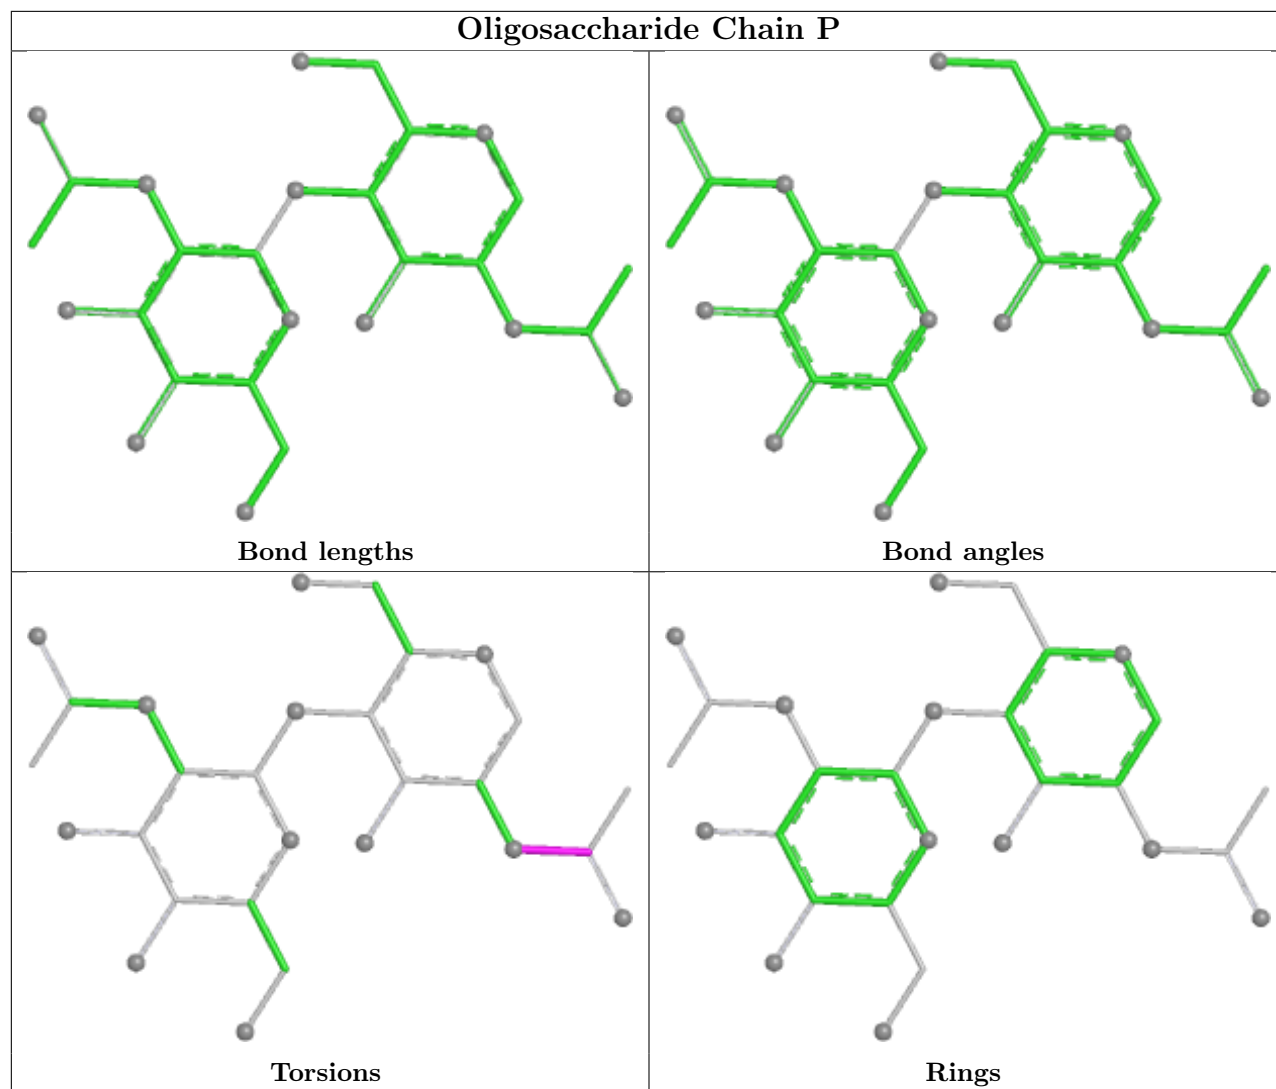 Oligosaccharide Chain P
Bond lengths
Bond angles
Torsions
Rings